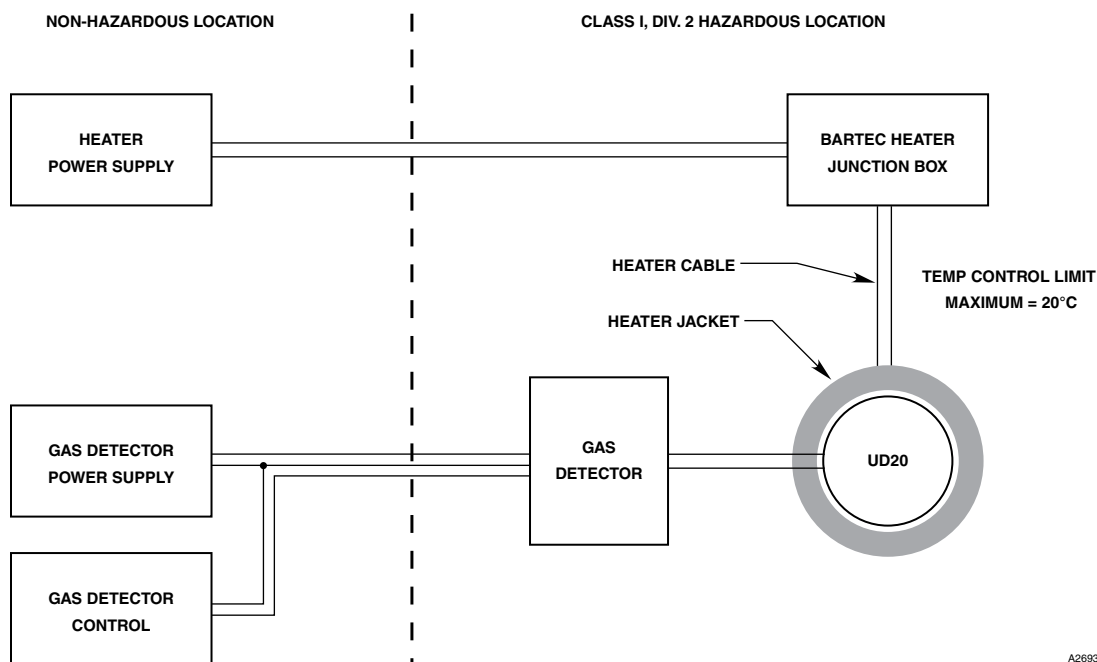 NON-HAZARDOUS LOCATION
CLASS I, DIV. 2 HAZARDOUS LOCATION
HEATER
POWER SUPPLY
BARTEC HEATER
JUNCTION BOX
HEATER CABLE
TEMP CONTROL LIMIT
MAXIMUM = 20°C
HEATER JACKET
GAS DETECTOR
POWER SUPPLY
GAS
DETECTOR
UD20
GAS DETECTOR
CONTROL
A2693